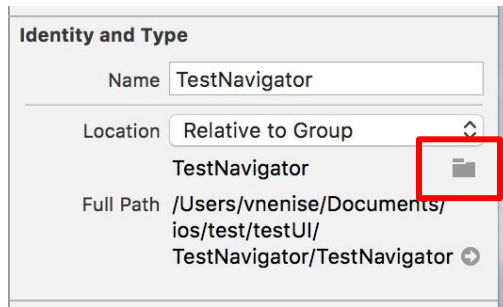 Identity and Type
Name TestNavigator
Location Relative to Group
TestNavigator
Full Path /Users/vnenise/Documents/
ios/test/testUI/
TestNavigator/TestNavigator